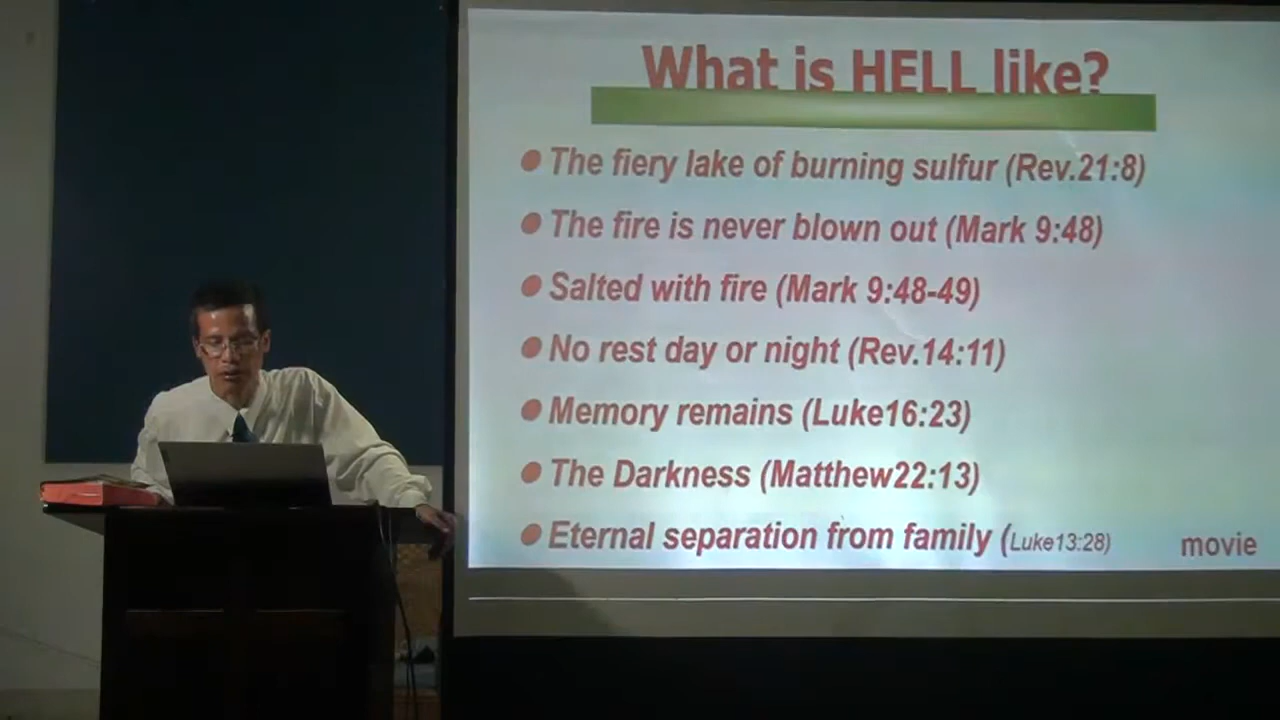 What is HELL like?
● The fiery lake of burning sulfur (Rev.21:8)
● The fire is never blown out (Mark 9:48)
● Salted with fire (Mark 9:48-49)
● No rest day or night (Rev.14:11)
● Memory remains (Luke16:23)
● The Darkness (Matthew22:13)
● Eternal separation from family (Luke13:28)
movie